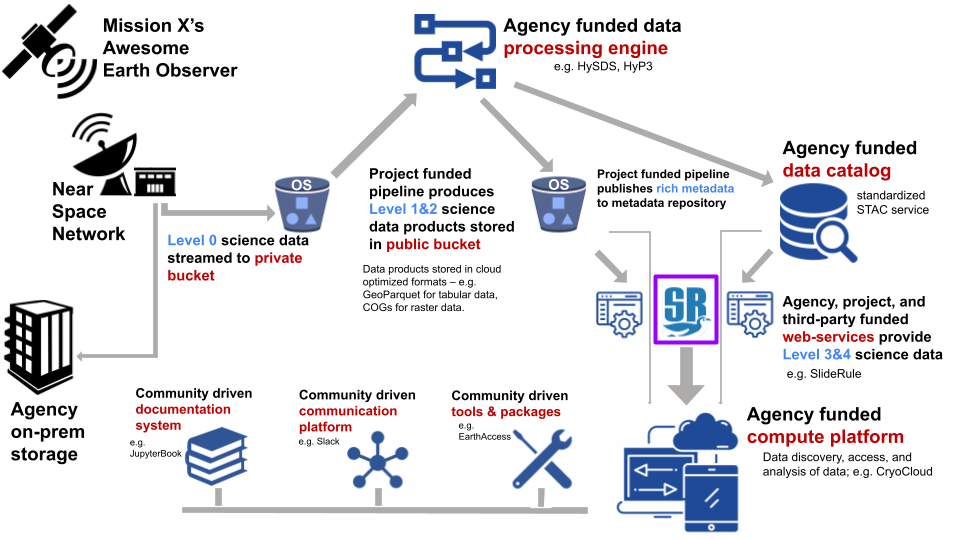 Mission X's
Awesome
Earth Observer
Agency funded data
processing engine
e.g. HySDS, HyP3
Near
Space
Network
OS
Level 0 science data
streamed to private
bucket
Project funded
pipeline produces
Level 1&2 science
data products stored
in public bucket
Data products stored in cloud
optimized formats – e.g.
GeoParquet for tabular data,
COGs for raster data.
OS
Project funded pipeline
publishes rich metadata
to metadata repository
Agency funded
data catalog
standardized
STAC service
SR
Agency, project, and
third-party funded
web-services provide
Level 3&4 science data
e.g. SlideRule
Agency
on-prem
storage
Community driven
documentation
system
e.g.
JupyterBook
Community driven
communication
platform
e.g. Slack
Community driven
tools & packages
e.g.
EarthAccess
Agency funded
compute platform
Data discovery, access, and
analysis of data; e.g. CryoCloud